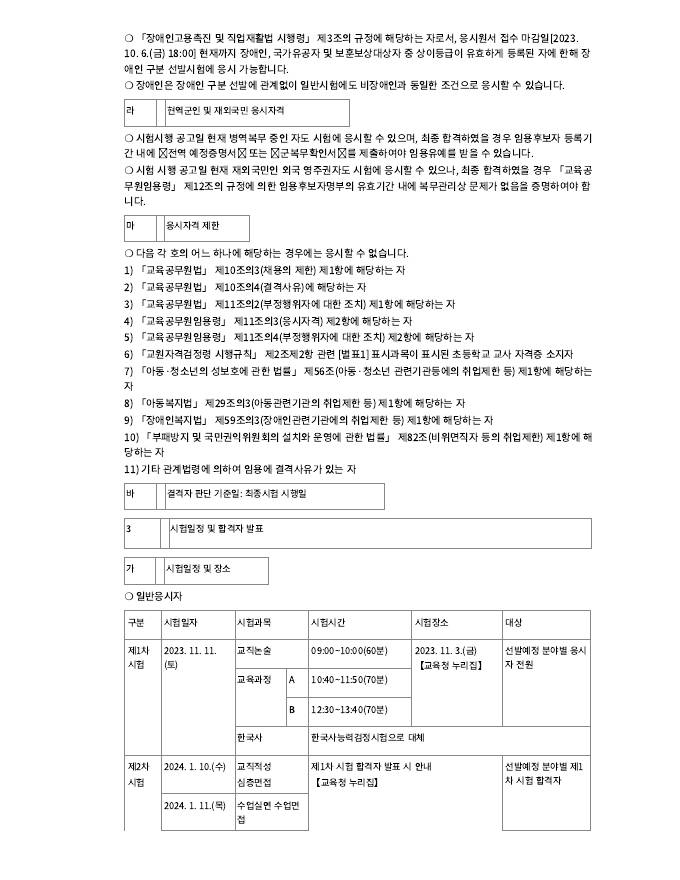 ❍ 「장애인고용촉진 및 직업재활법 시행령」 제3조의 규정에 해당하는 자로서, 응시원서 접수 마감일[2023.
10. 6.(금) 18:00] 현재까지 장애인, 국가유공자 및 보훈보상대상자 중 상이등급이 유효하게 등록된 자에 한해 장
애인 구분 선발시험에 응시 가능합니다.
❍ 장애인은 장애인 구분 선발에 관계없이 일반시험에도 비장애인과 동일한 조건으로 응시할 수 있습니다.
라 현역군인 및 재외국민 응시자격
❍ 시험시행 공고일 현재 병역복무 중인 자도 시험에 응시할 수 있으며, 최종 합격하였을 경우 임용후보자 등록기
간 내에 전역 예정증명서 또는 군복무확인서를 제출하여야 임용유예를 받을 수 있습니다.
❍ 시험 시행 공고일 현재 재외국민인 외국 영주권자도 시험에 응시할 수 있으나, 최종 합격하였을 경우 「교육공
무원임용령」 제12조의 규정에 의한 임용후보자명부의 유효기간 내에 복무관리상 문제가 없음을 증명하여야 합
니다.
마 응시자격 제한
❍ 다음 각 호의 어느 하나에 해당하는 경우에는 응시할 수 없습니다.
1) 「교육공무원법」 제10조의3(채용의 제한) 제1항에 해당하는 자
2) 「교육공무원법」 제10조의4(결격사유)에 해당하는 자
3) 「교육공무원법」 제11조의2(부정행위자에 대한 조치) 제1항에 해당하는 자
4) 「교육공무원임용령」 제11조의3(응시자격) 제2항에 해당하는 자
5) 「교육공무원임용령」 제11조의4(부정행위자에 대한 조치) 제2항에 해당하는 자
6) 「교원자격검정령 시행규칙」 제2조제2항 관련 [별표1] 표시과목이 표시된 초등학교 교사 자격증 소지자
7) 「아동·청소년의 성보호에 관한 법률」 제56조(아동·청소년 관련기관등에의 취업제한 등) 제1항에 해당하는
자
8) 「아동복지법」 제29조의3(아동관련기관의 취업제한 등) 제1항에 해당하는 자
9) 「장애인복지법」 제59조의3(장애인관련기관에의 취업제한 등) 제1항에 해당하는 자
10) 「부패방지 및 국민권익위원회의 설치와 운영에 관한 법률」 제82조(비위면직자 등의 취업제한) 제1항에 해
당하는 자
11) 기타 관계법령에 의하여 임용에 결격사유가 있는 자
바 결격자 판단 기준일: 최종시험 시행일
3 시험일정 및 합격자 발표
가 시험일정 및 장소
❍ 일반응시자
구분 시험일자 시험과목 시험시간 시험장소 대상
제1차 2023. 11. 11. 교직논술 09:00~10:00(60분) 2023. 11. 3.(금) 선발예정 분야별 응시
시험 (토) 【교육청 누리집】 자 전원
교육과정 A 10:40~11:50(70분)
B 12:30~13:40(70분)
한국사 한국사능력검정시험으로 대체
제2차 2024. 1. 10.(수) 교직적성 제1차 시험 합격자 발표 시 안내 선발예정 분야별 제1
시험 심층면접 【교육청 누리집】 차 시험 합격자
2024. 1. 11.(목) 수업실연 수업면
접